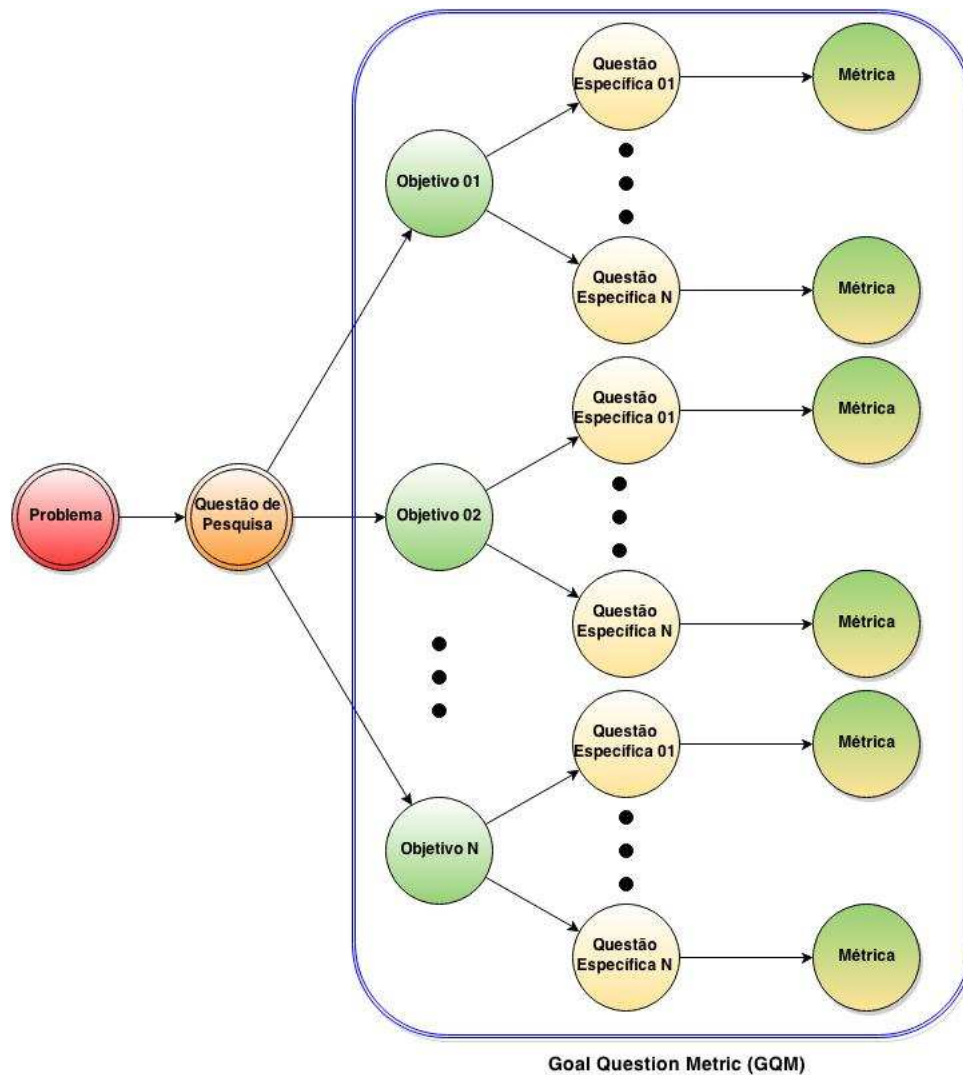 Problema
Questão de
Pesquisa
Objetivo 01
Questão
Específica 01
Métrica
Questão
Específica N
Métrica
Objetivo 02
Questão
Específica 01
Métrica
Questão
Específica N
Métrica
Objetivo N
Questão
Específica 01
Métrica
Questão
Específica N
Métrica
Goal Question Metric (GQM)